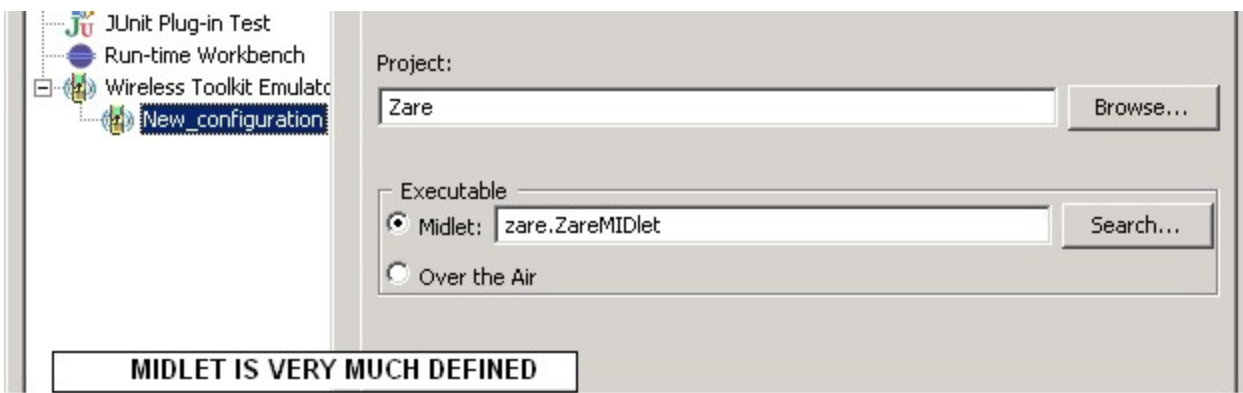 JUnit Plug-in Test
Run-time Workbench
Wireless Toolkit Emulato
New_configuration
Project:
Zare
Browse...
Executable
Midlet: zare.ZareMIDlet
Search...
Over the Air
MIDLET IS VERY MUCH DEFINED